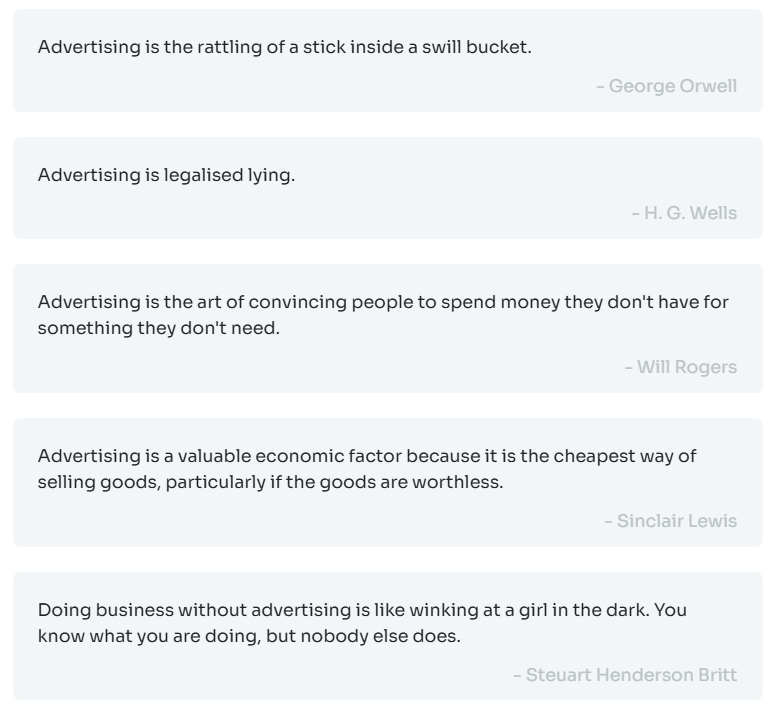 Advertising is the rattling of a stick inside a swill bucket.
- George Orwell
Advertising is legalised lying.
- H. G. Wells
Advertising is the art of convincing people to spend money they don't have for
something they don't need.
- Will Rogers
Advertising is a valuable economic factor because it is the cheapest way of
selling goods, particularly if the goods are worthless.
- Sinclair Lewis
Doing business without advertising is like winking at a girl in the dark. You
know what you are doing, but nobody else does.
- Steuart Henderson Britt